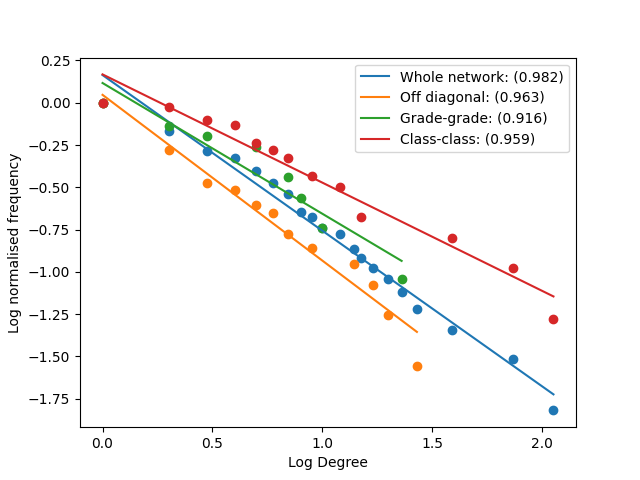 Whole network: (0.982)
Off diagonal: (0.963)
Grade-grade: (0.916)
Class-class: (0.959)
Log normalised frequency
0.25
0.00
−0.25
−0.50
−0.75
−1.00
−1.25
−1.50
−1.75
0.0 0.5 1.0 1.5 2.0
Log Degree